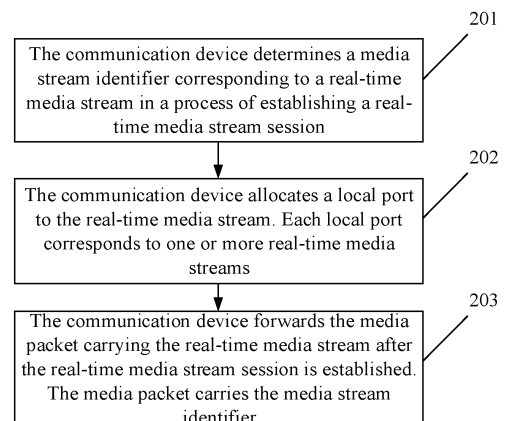 201
The communication device determines a media
stream identifier corresponding to a real-time
media stream in a process of establishing a real-
time media stream session
202
The communication device allocates a local port
to the real-time media stream. Each local port
corresponds to one or more real-time media
streams
203
The communication device forwards the media
packet carrying the real-time media stream after
the real-time media stream session is established.
The media packet carries the media stream
identifier